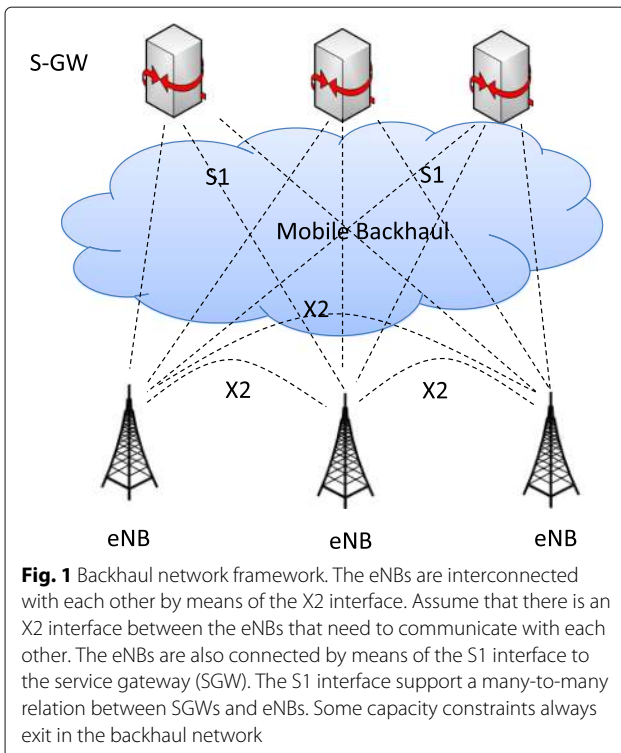 S-GW
S1
S1
Mobile Backhaul
X2
X2
X2
eNB
eNB
eNB
Fig. 1 Backhaul network framework. The eNBs are interconnected
with each other by means of the X2 interface. Assume that there is an
X2 interface between the eNBs that need to communicate with each
other. The eNBs are also connected by means of the S1 interface to
the service gateway (SGW). The S1 interface support a many-to-many
relation between SGWs and eNBs. Some capacity constraints always
exit in the backhaul network